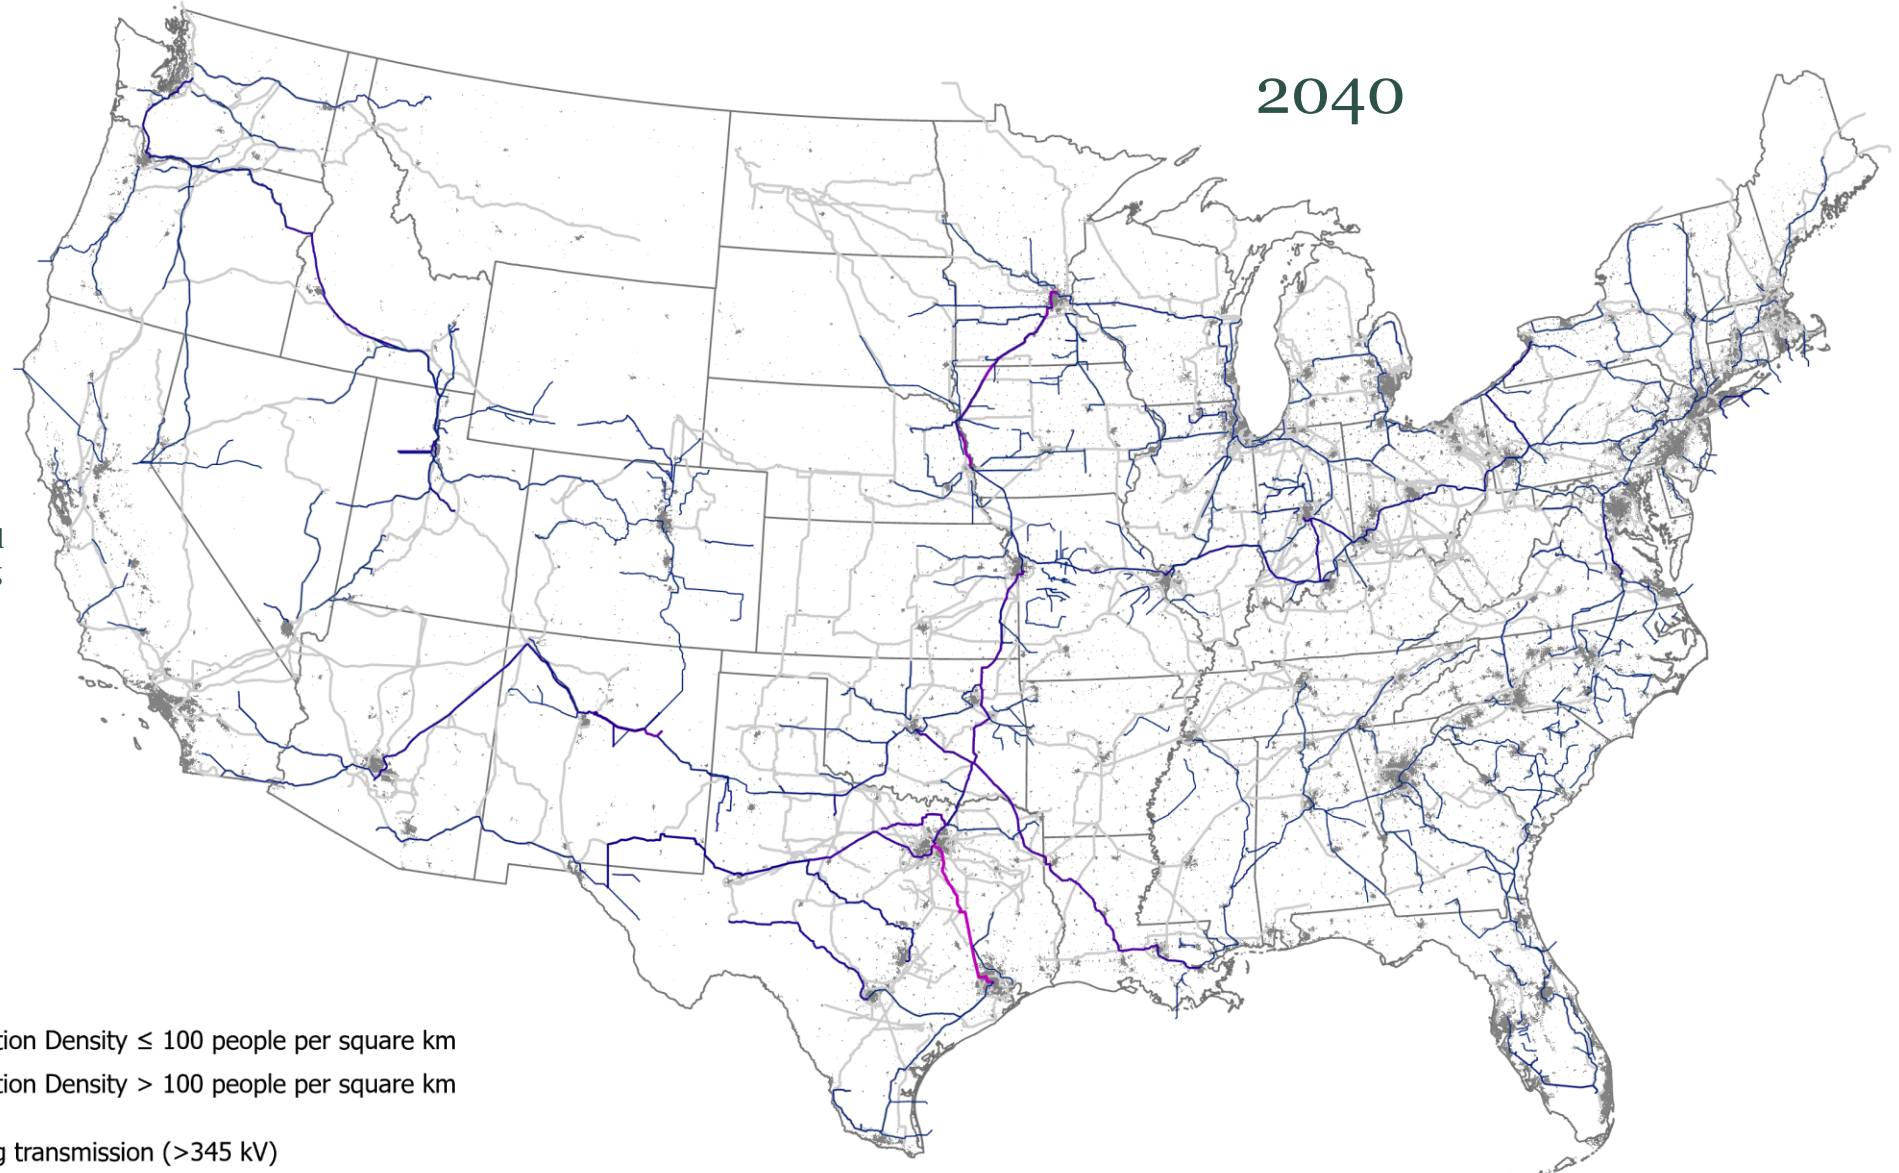 2040
tion Density ≤ 100 people per square km
tion Density > 100 people per square km
g transmission (>345 kV)